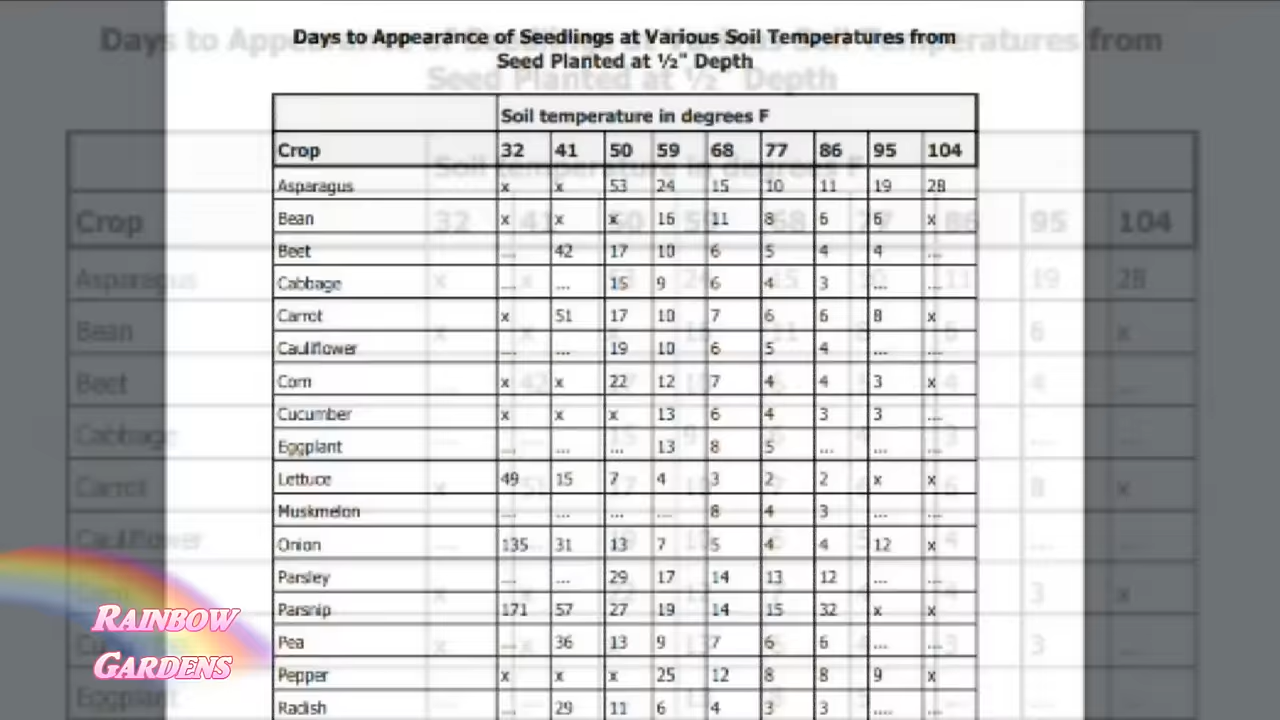 Days to Appearance of Seedlings at Various Soil Temperatures from
Seed Planted at ½" Depth
Soil temperature in degrees F
Crop 32 41 50 59 68 77 86 95 104
Asparagus x x 53 24 15 10 11 19 28
Bean x x x 16 11 8 6 6 x
Beet ... 42 17 10 6 5 4 4 ...
Cabbage ... ... 15 9 6 4 3 ... ...
Carrot x 51 17 10 7 6 6 8 x
Cauliflower ... ... 19 10 6 5 4 ... ...
Corn x x 22 12 7 4 4 3 x
Cucumber x x x 13 6 4 3 3 ...
Eggplant ... ... ... 13 8 5 ... ... ...
Lettuce 49 15 7 4 3 2 2 x x
Muskmelon ... ... ... ... 8 4 3 ... ...
Onion 135 31 13 7 5 4 4 12 x
Parsley ... ... 29 17 14 13 12 ... ...
Parsnip 171 57 27 19 14 15 32 x x
Pea ... 36 13 9 7 6 6 ... ...
Pepper x x x 25 12 8 8 9 x
Radish ... 29 11 6 4 3 3 .... ...
RAINBOW
GARDENS